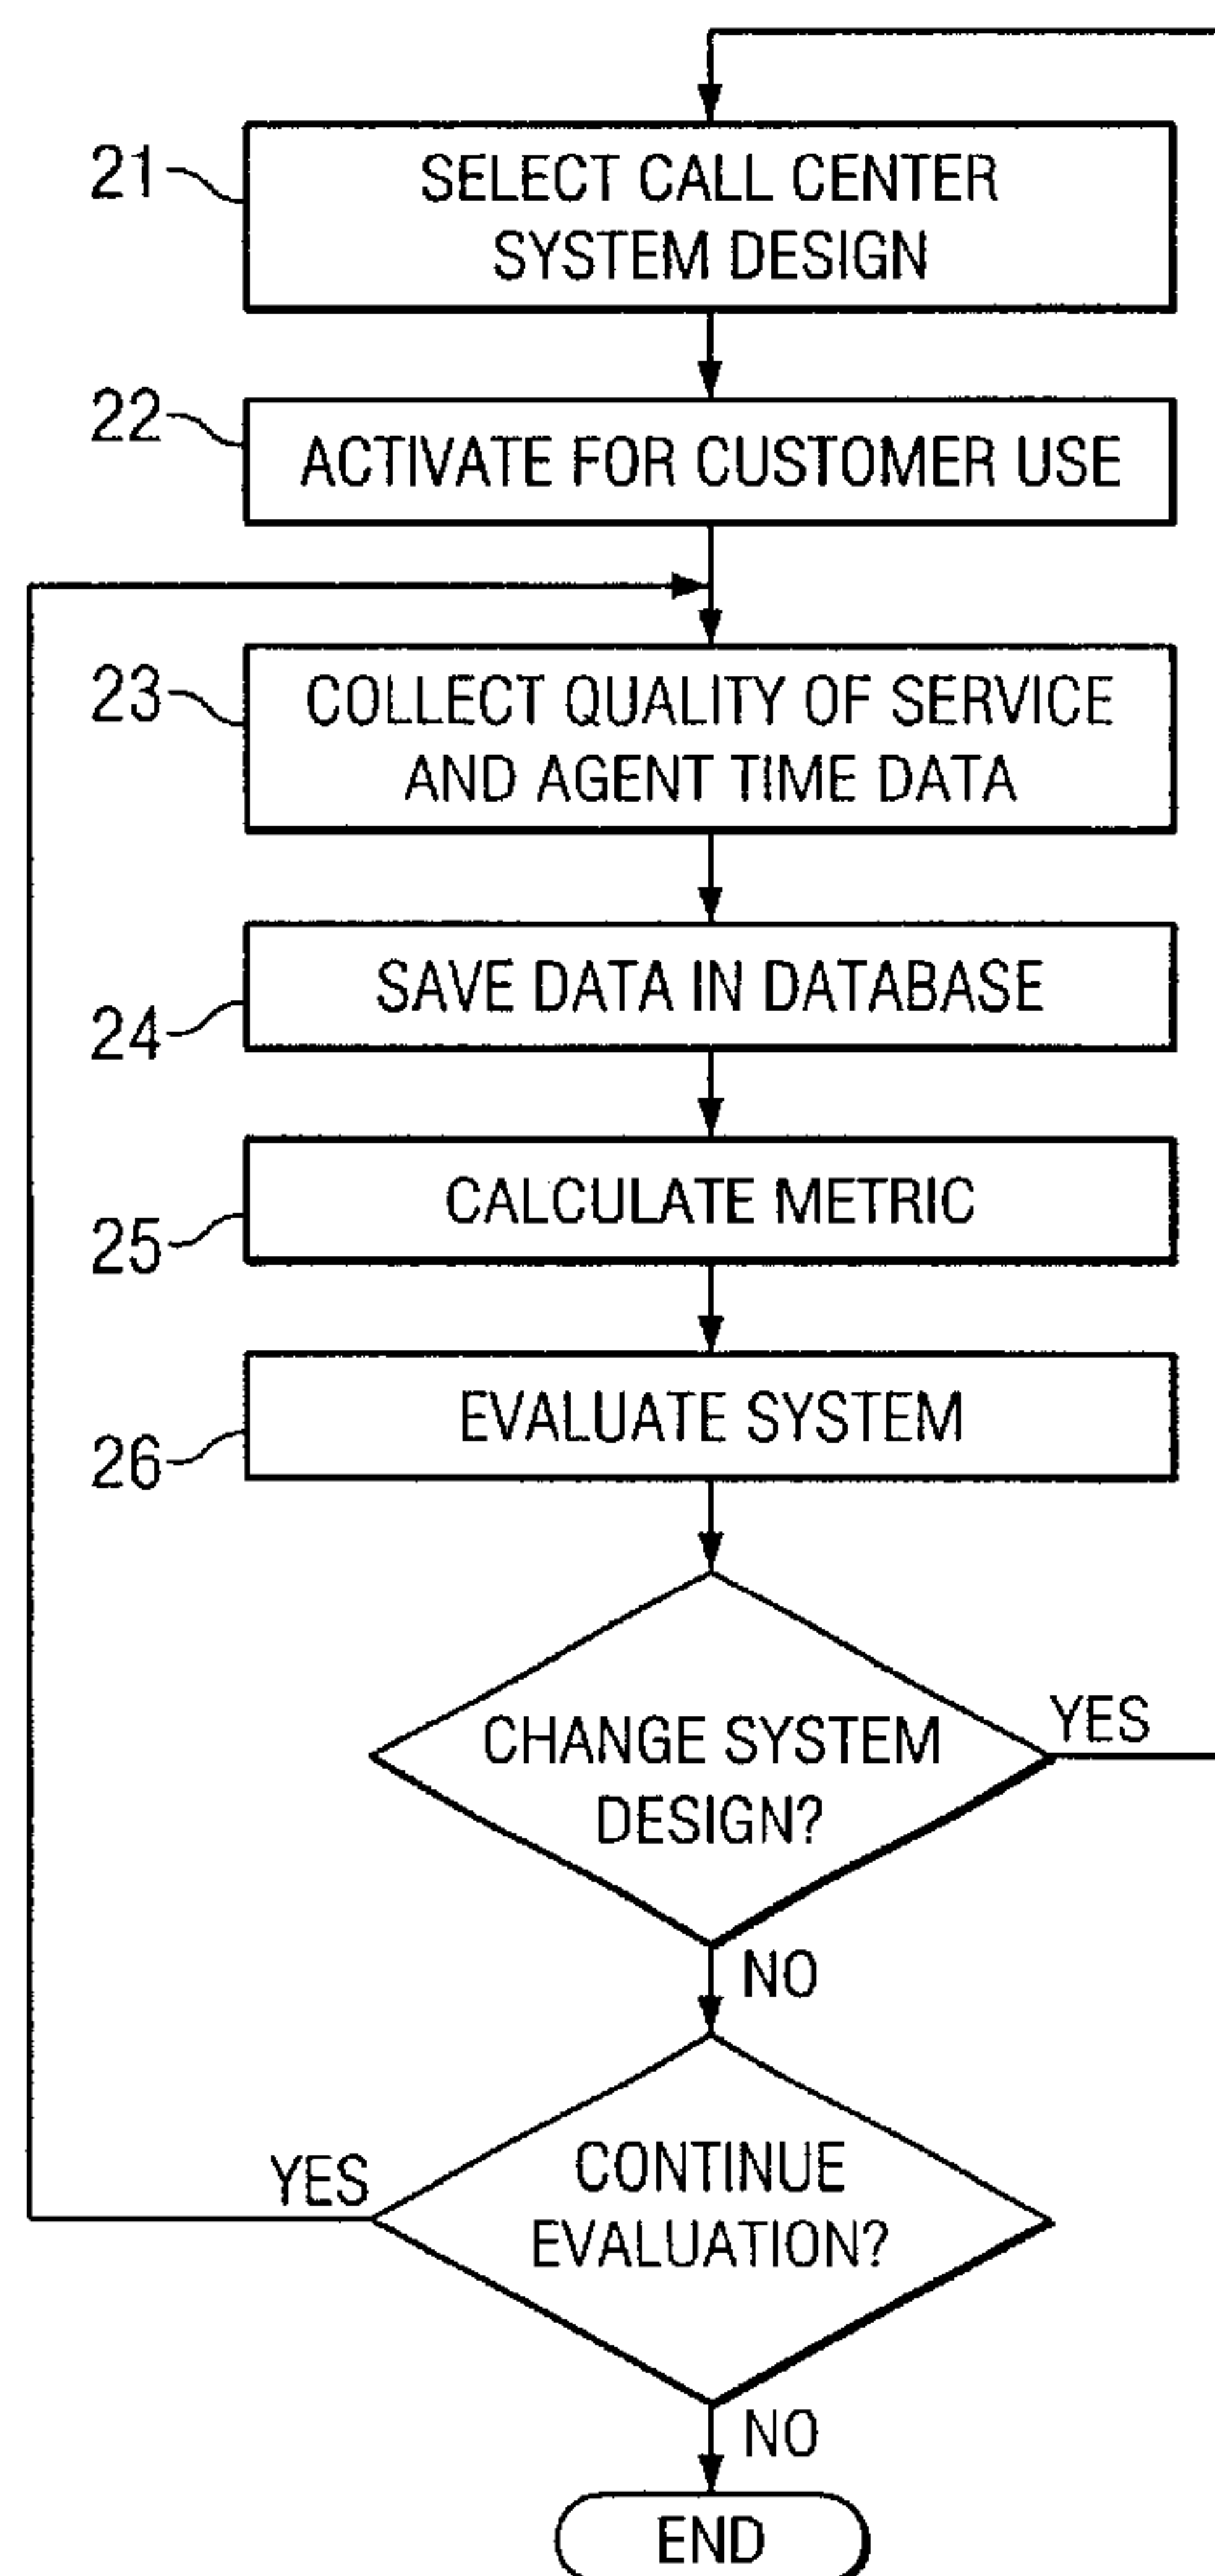 21
SELECT CALL CENTER
SYSTEM DESIGN
22
ACTIVATE FOR CUSTOMER USE
23
COLLECT QUALITY OF SERVICE
AND AGENT TIME DATA
24
SAVE DATA IN DATABASE
25
CALCULATE METRIC
26
EVALUATE SYSTEM
CHANGE SYSTEM
DESIGN?
YES
NO
CONTINUE
EVALUATION?
YES
NO
END